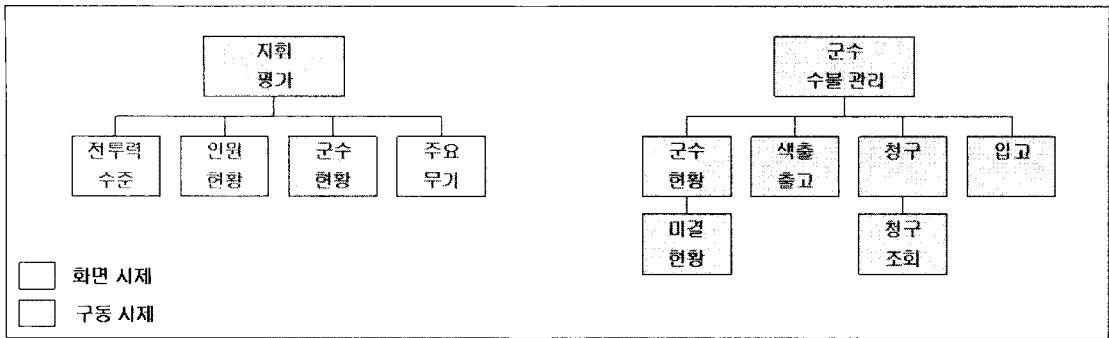 지휘
평가
군수
수불 관리
전투력
수준
인원
현황
군수
현황
주요
무기
군수
현황
색출
출고
청구
입고
미결
현황
청구
조회
화면 시제
구동 시제